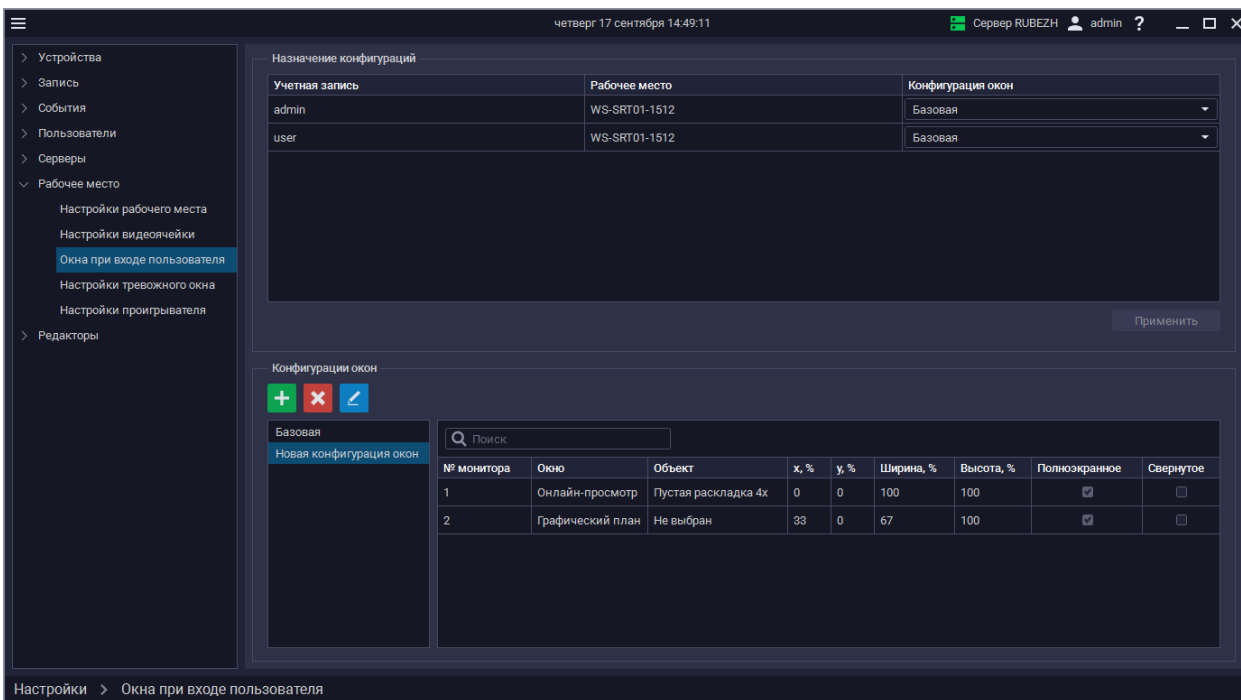 четверг 17 сентября 14:49:11 Сервер RUBEZH admin ?
Устройства
Запись
События
Пользователи
Серверы
Рабочее место
Настройки рабочего места
Настройки видеоячейки
Окна при входе пользователя
Настройки тревожного окна
Настройки проигрывателя
Редакторы
Назначение конфигураций
Учетная запись Рабочее место Конфигурация окон
admin WS-SRT01-1512 Базовая
user WS-SRT01-1512 Базовая
Применить
Конфигурации окон
Базовая
Новая конфигурация окон
Поиск
№ монитора Окно Объект x, % y, % Ширина, % Высота, % Полноэкранное Свернутое
1 Онлайн-просмотр Пустая раскладка 4x 0 0 100 100
2 Графический план Не выбран 33 0 67 100
Настройки > Окна при входе пользователя